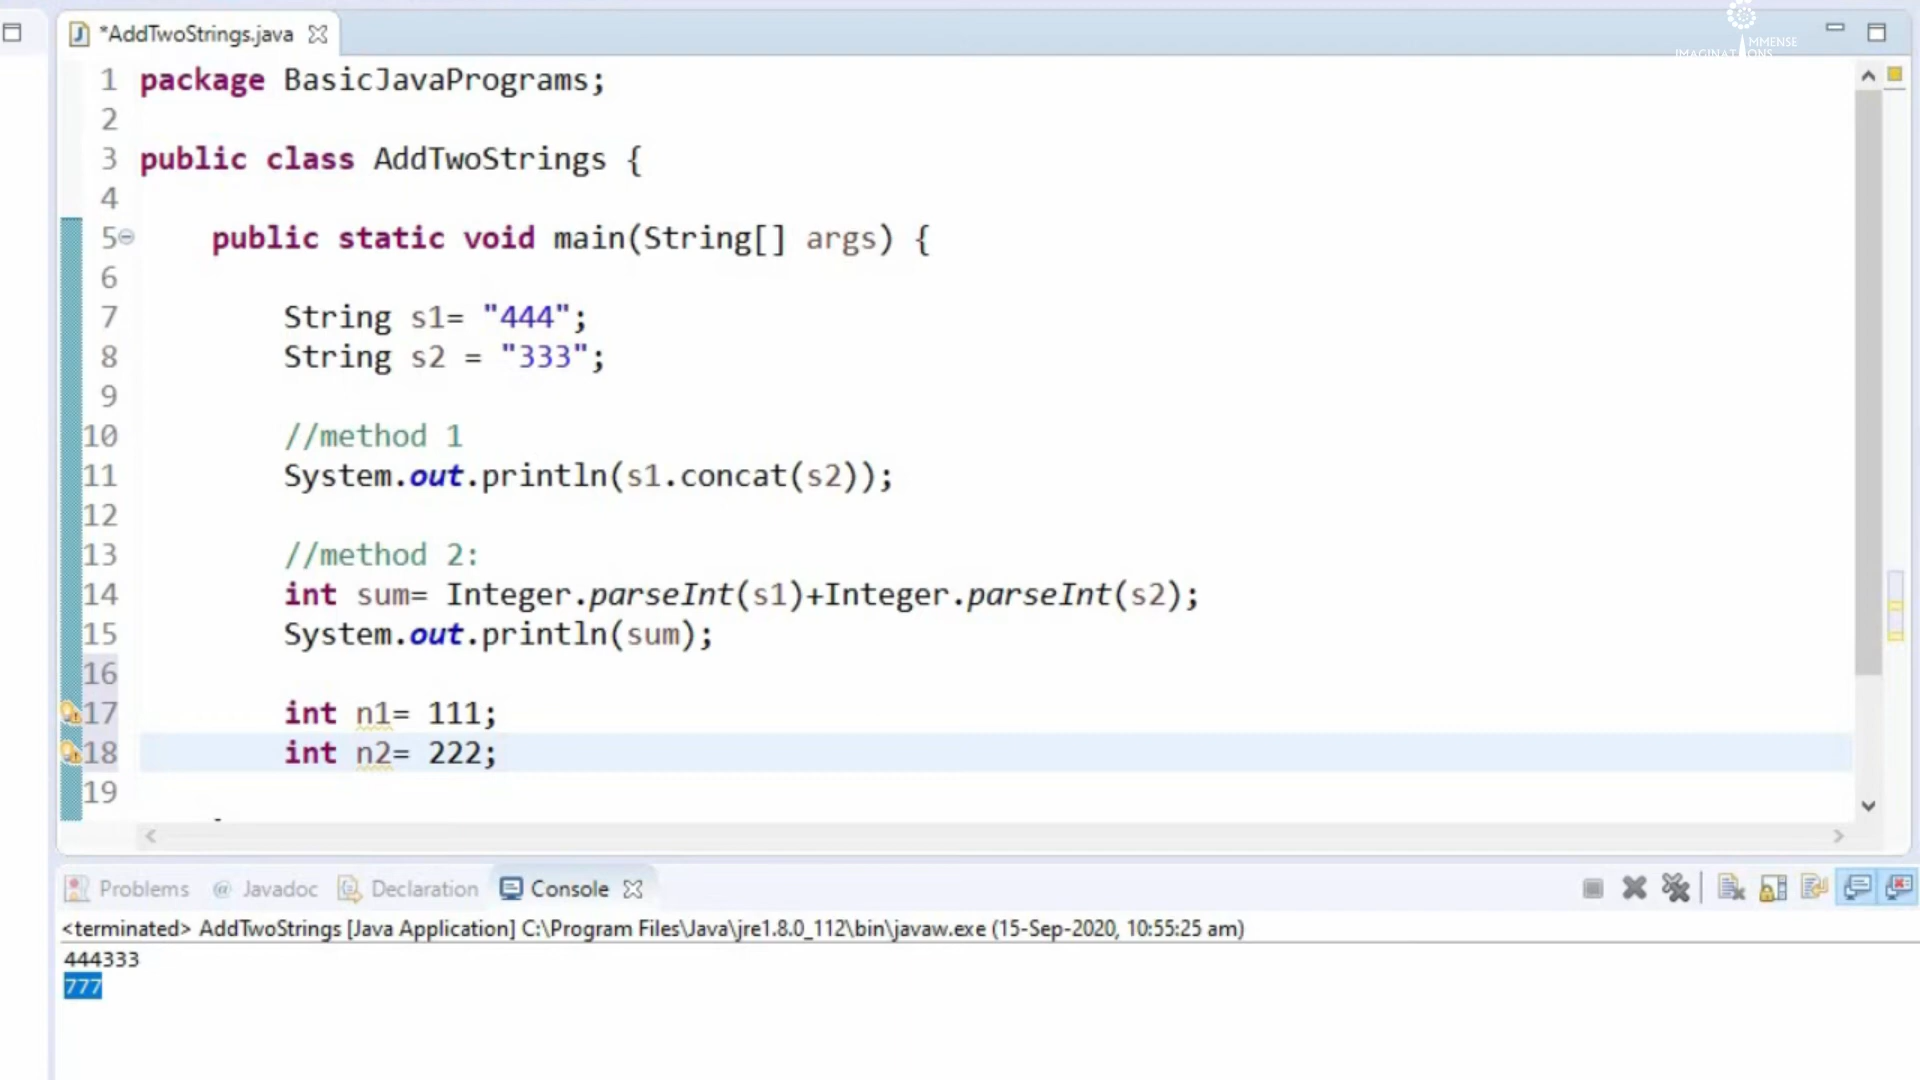 *AddTwoStrings.java
IMMENSE
IMAGINATIONS
1 package BasicJavaPrograms;
2
3 public class AddTwoStrings {
4
5 public static void main(String[] args) {
6
7 String s1= "444";
8 String s2 = "333";
9
10 //method 1
11 System.out.println(s1.concat(s2));
12
13 //method 2:
14 int sum= Integer.parseInt(s1)+Integer.parseInt(s2);
15 System.out.println(sum);
16
17 int n1= 111;
18 int n2= 222;
19
Problems @ Javadoc Declaration Console
<terminated> AddTwoStrings [Java Application] C:\Program Files\Java\jre1.8.0_112\bin\javaw.exe (15-Sep-2020, 10:55:25 am)
444333
777